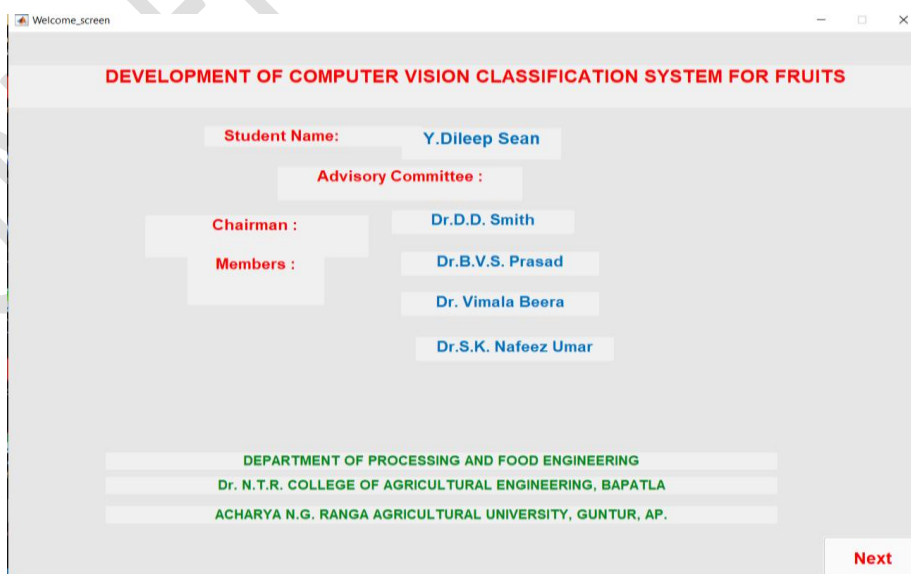 Welcome_screen
DEVELOPMENT OF COMPUTER VISION CLASSIFICATION SYSTEM FOR FRUITS
Student Name: Y.Dileep Sean
Advisory Committee :
Chairman : Dr.D.D. Smith
Members : Dr.B.V.S. Prasad
Dr. Vimala Beera
Dr.S.K. Nafeez Umar
DEPARTMENT OF PROCESSING AND FOOD ENGINEERING
Dr. N.T.R. COLLEGE OF AGRICULTURAL ENGINEERING, BAPATLA
ACHARYA N.G. RANGA AGRICULTURAL UNIVERSITY, GUNTUR, AP.
Next